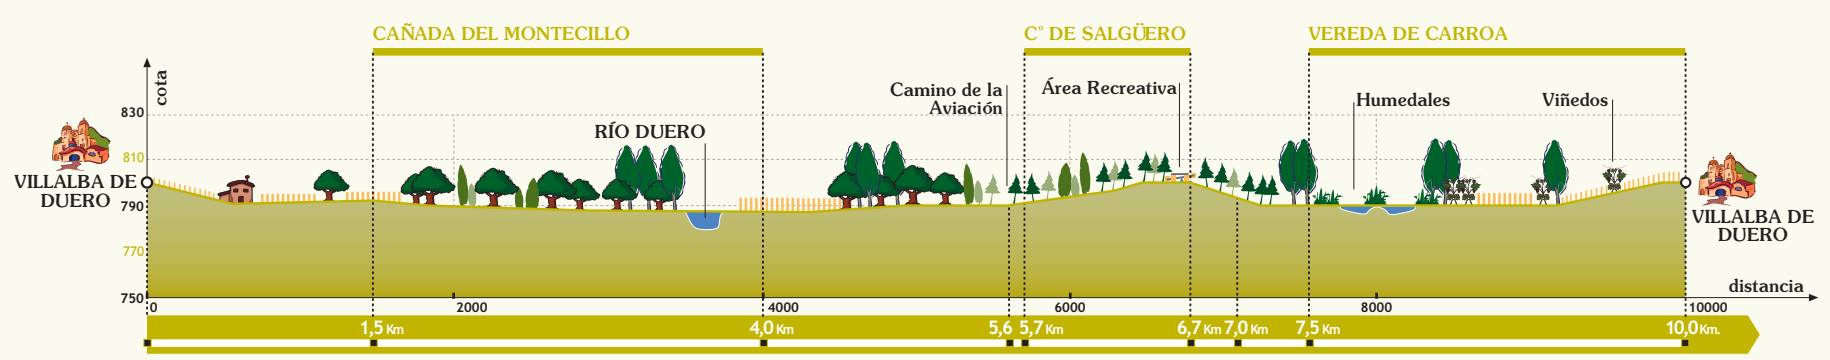 CAÑADA DEL MONTECILLO
Cº DE SALGÜERO
VEREDA DE CARROA
cota
830
810
790
770
750
VILLALBA DE
DUERO
RÍO DUERO
Camino de la
Aviación
Área Recreativa
Humedales
Viñedos
VILLALBA DE
DUERO
distancia
0
2000
4000
6000
8000
10000
1,5 Km
4,0 Km
5,6
5,7 Km
6,7 Km
7,0 Km
7,5 Km
10,0 Km.